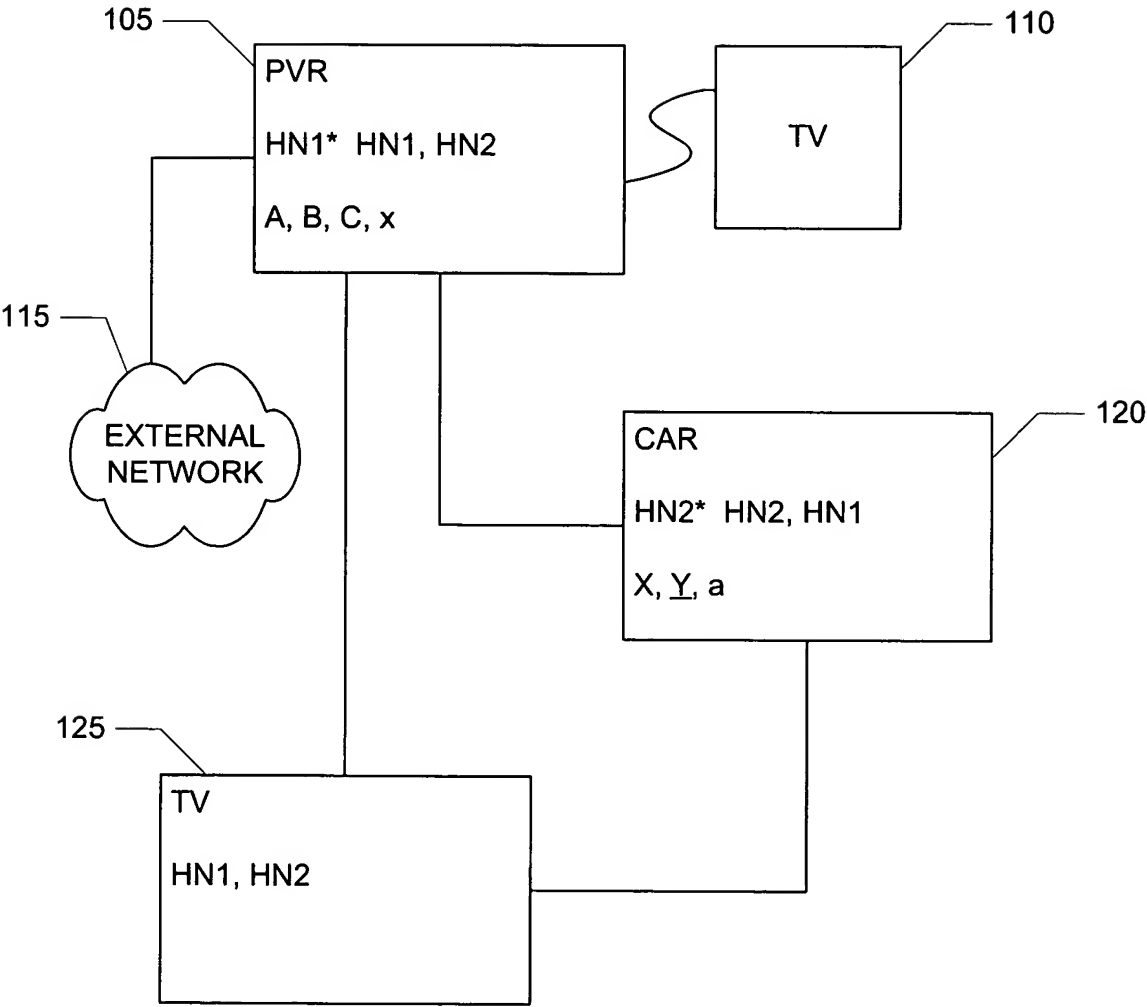 105
110
PVR
HN1* HN1, HN2
A, B, C, x
TV
115
EXTERNAL
NETWORK
120
CAR
HN2* HN2, HN1
X, Y, a
125
TV
HN1, HN2